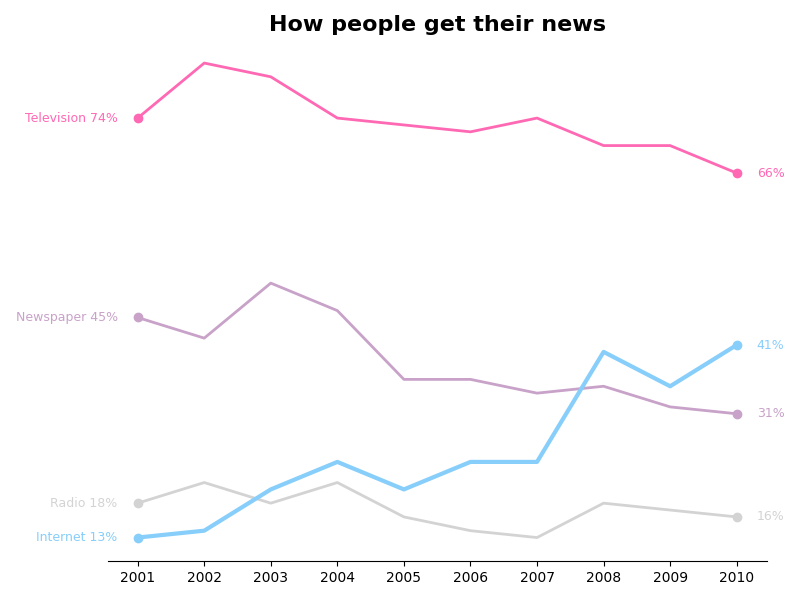 How people get their news
Television 74%
66%
Newspaper 45%
41%
31%
Radio 18%
16%
Internet 13%
2001 2002 2003 2004 2005 2006 2007 2008 2009 2010